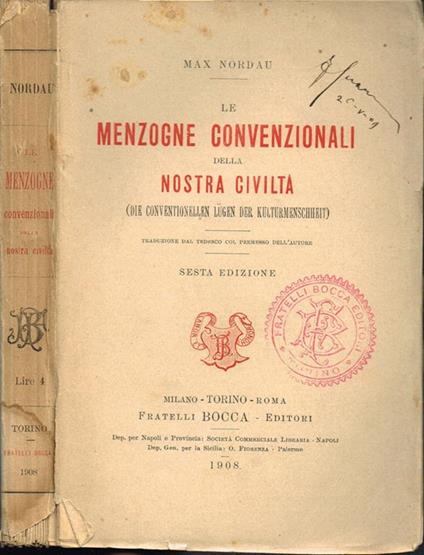 NORDAU
LE
MENZOGNE
convenzionali
DELLA
nostra civiltà
Lire 4
TORINO
FRATELLI BOCCA
1908
MAX NORDAU
LE
MENZOGNE CONVENZIONALI
DELLA
NOSTRA CIVILTÀ
(DIE CONVENTIONELLEN LÜGEN DER KULTURMENSCHHEIT)
TRADUZIONE DAL TEDESCO COL PERMESSO DELL'AUTORE
SESTA EDIZIONE
FRATELLI BOCCA EDITORI
TORINO
MILANO - TORINO - ROMA
FRATELLI BOCCA - EDITORI
Dep. per Napoli e Provincia: SOCIETÀ COMMERCIALE LIBRARIA - NAPOLI
Dep. Gen. per la Sicilia: O. FIORENZA - Palermo
1908.